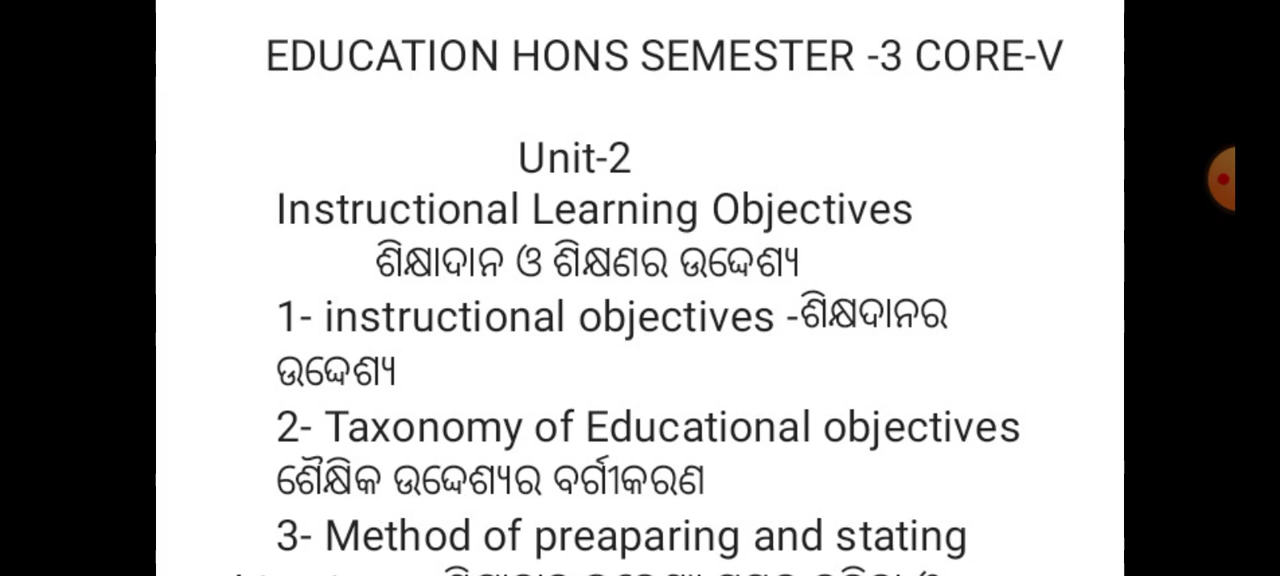 EDUCATION HONS SEMESTER -3 CORE-V
Unit-2
Instructional Learning Objectives
ଶିକ୍ଷାଦାନ ଓ ଶିକ୍ଷଣର ଉଦ୍ଦେଶ୍ୟ
1- instructional objectives -ଶିକ୍ଷଦାନର
ଉଦ୍ଦେଶ୍ୟ
2- Taxonomy of Educational objectives
ଶୈକ୍ଷିକ ଉଦ୍ଦେଶ୍ୟର ବର୍ଗୀକରଣ
3- Method of preaparing and stating